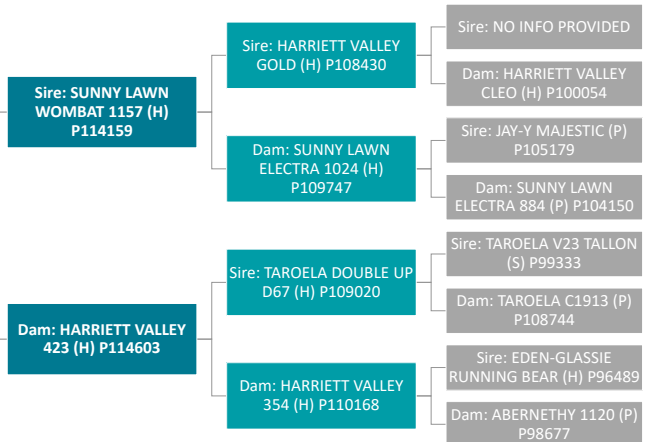 Sire: SUNNY LAWN
WOMBAT 1157 (H)
P114159
Sire: HARRIETT VALLEY
GOLD (H) P108430
Sire: NO INFO PROVIDED
Dam: HARRIETT VALLEY
CLEO (H) P100054
Dam: SUNNY LAWN
ELECTRA 1024 (H)
P109747
Sire: JAY-Y MAJESTIC (P)
P105179
Dam: SUNNY LAWN
ELECTRA 884 (P) P104150
Dam: HARRIETT VALLEY
423 (H) P114603
Sire: TAROELA DOUBLE UP
D67 (H) P109020
Sire: TAROELA V23 TALLON
(S) P99333
Dam: TAROELA C1913 (P)
P108744
Dam: HARRIETT VALLEY
354 (H) P110168
Sire: EDEN-GLASSIE
RUNNING BEAR (H) P96489
Dam: ABERNETHY 1120 (P)
P98677